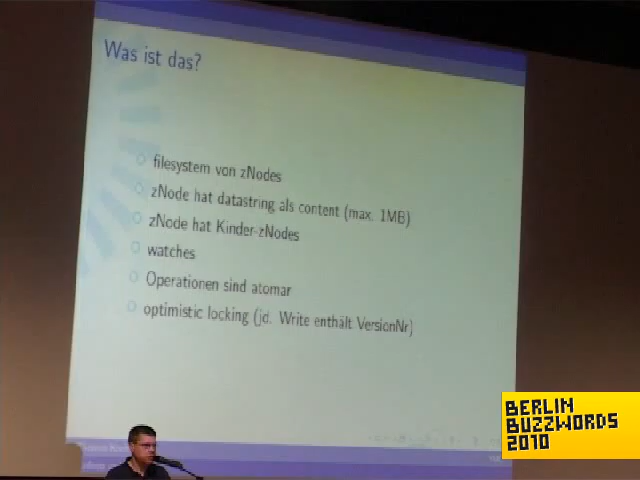 Was ist das?
filesystem von zNodes
zNode hat datastring als content (max. 1MB)
zNode hat Kinder-zNodes
watches
Operationen sind atomar
optimistic locking (jd. Write enthält VersionNr)
BERLIN
BUZZWORDS
2010